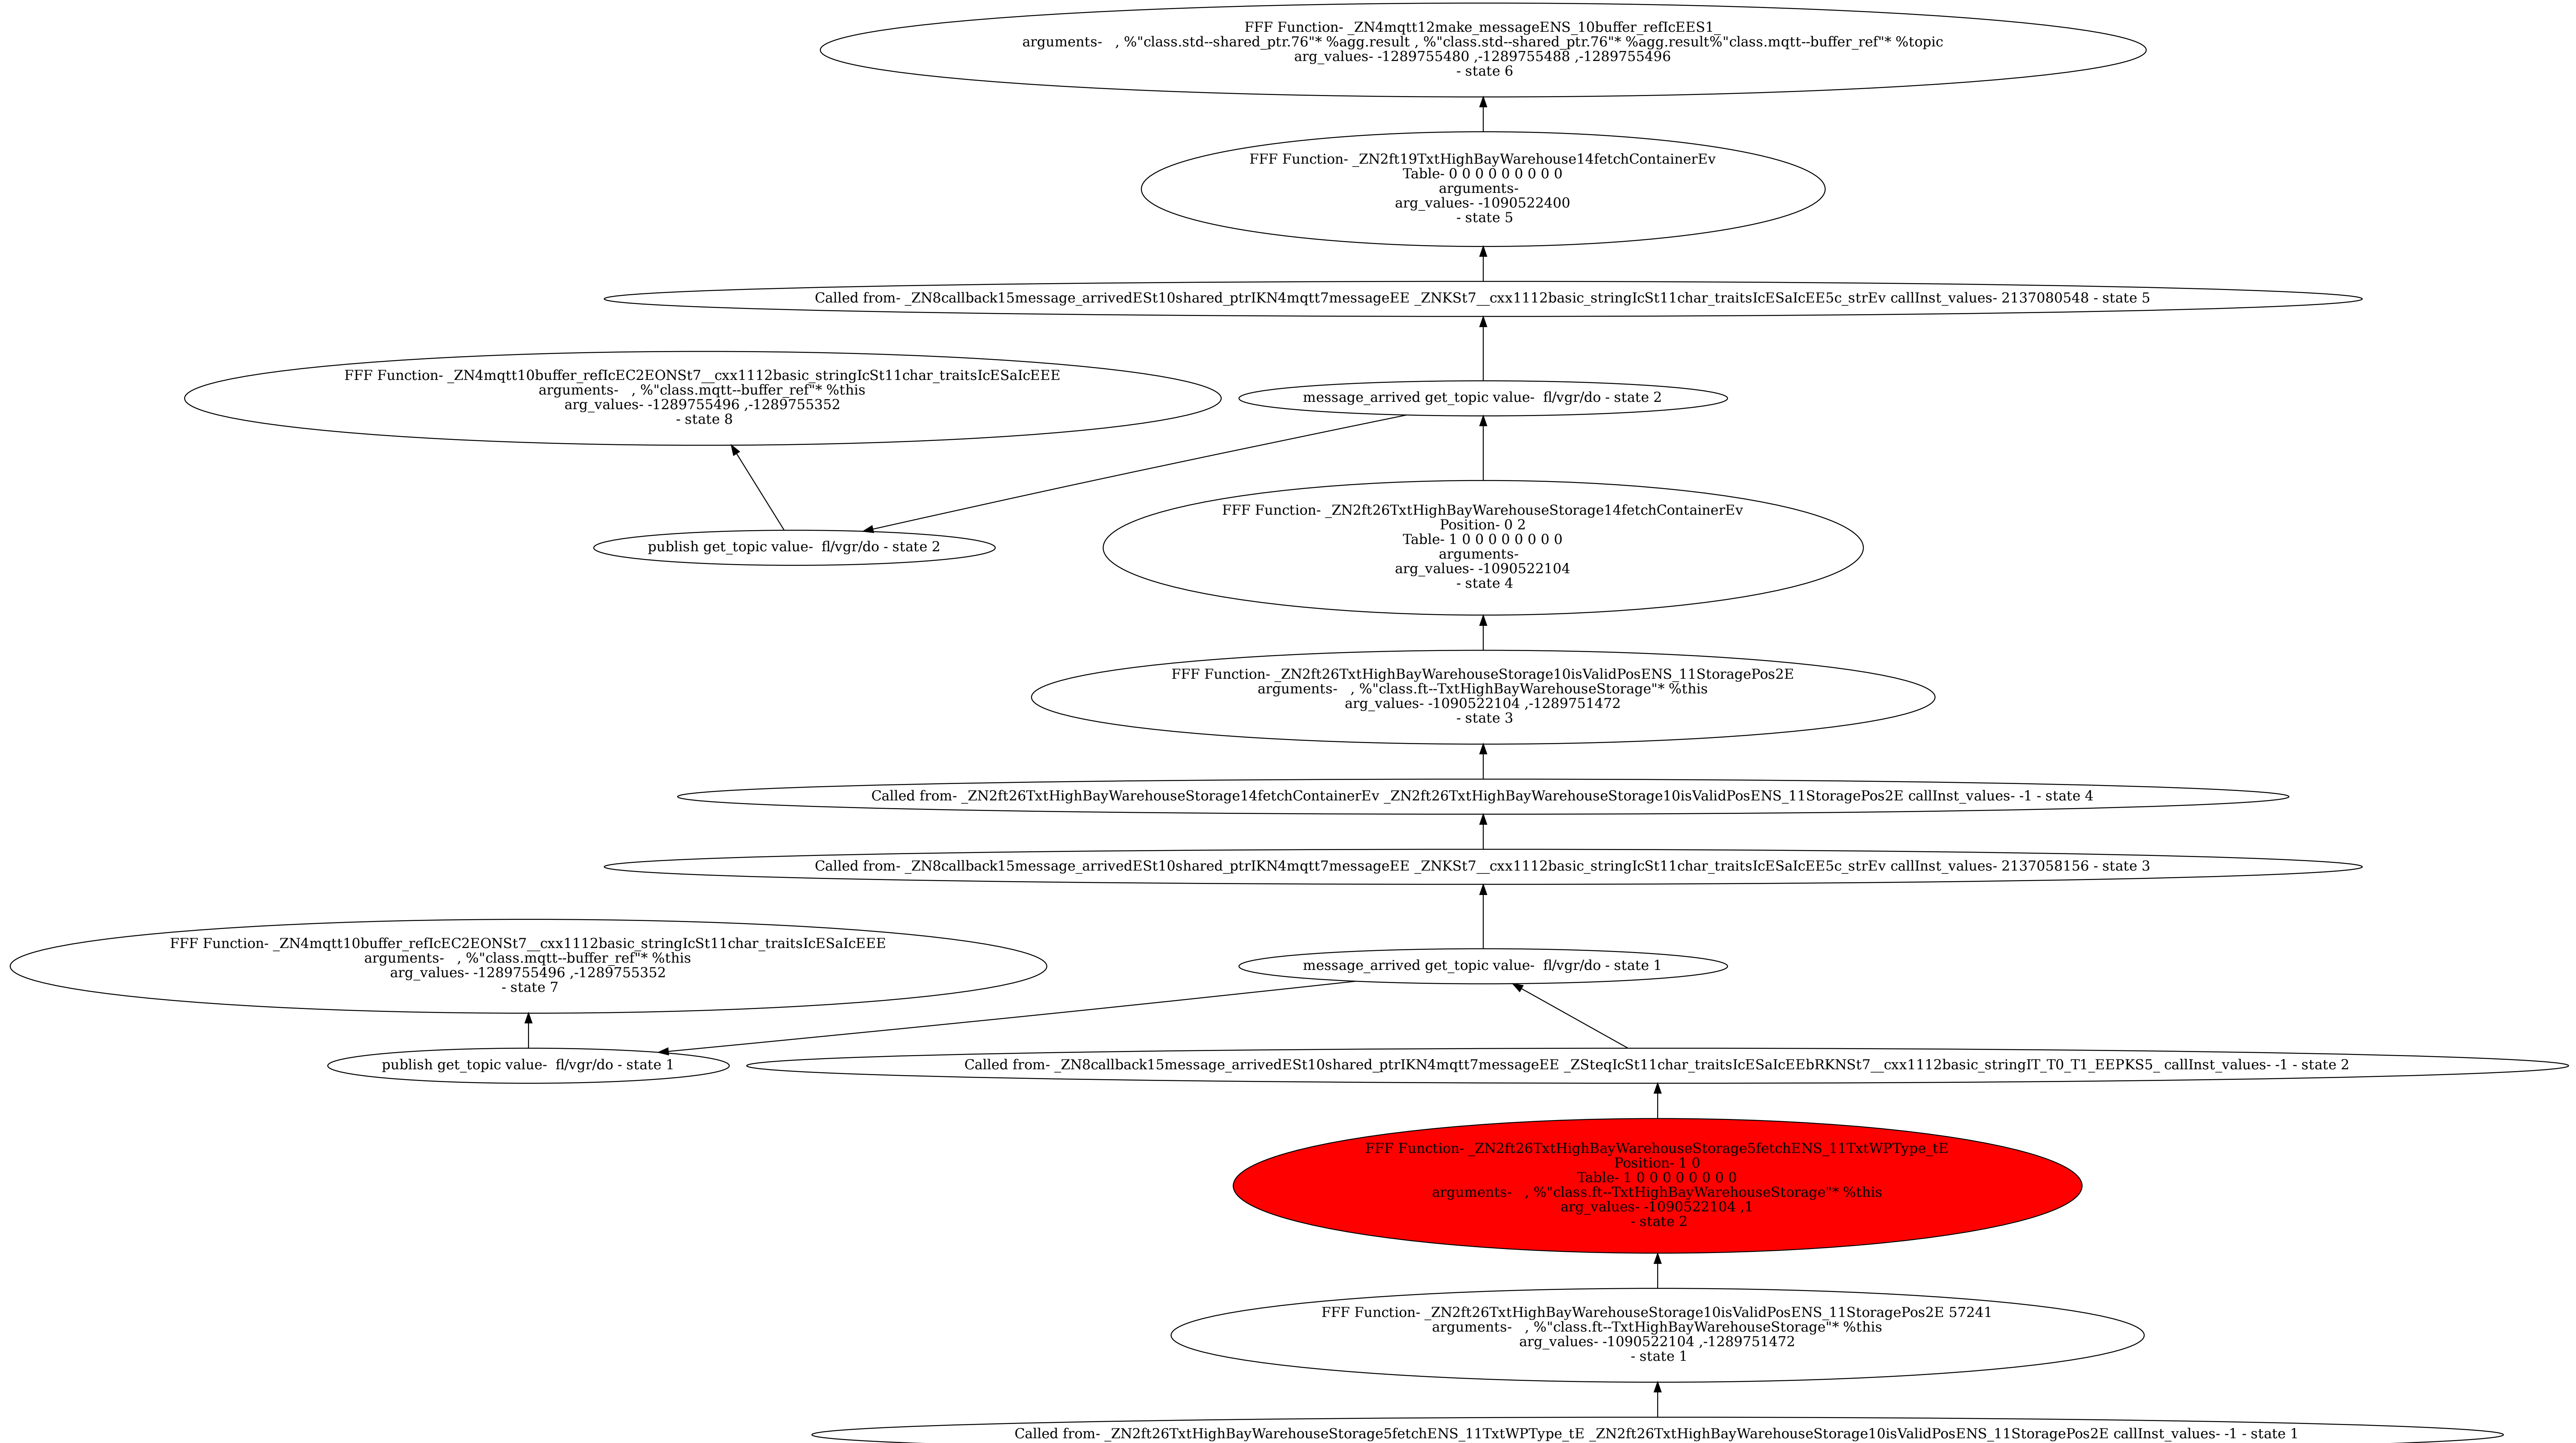 FFF Function- _ZN4mqtt12make_messageENS_10buffer_refIcEES1_
arguments-   , %"class.std--shared_ptr.76"* %agg.result , %"class.std--shared_ptr.76"* %agg.result%"class.mqtt--buffer_ref"* %topic
arg_values- -1289755480 ,-1289755488 ,-1289755496
- state 6
FFF Function- _ZN2ft19TxtHighBayWarehouse14fetchContainerEv
Table- 0 0 0 0 0 0 0 0 0
arguments-
arg_values- -1090522400
- state 5
Called from- _ZN8callback15message_arrivedESt10shared_ptrIKN4mqtt7messageEE _ZNKSt7__cxx1112basic_stringIcSt11char_traitsIcESaIcEE5c_strEv callInst_values- 2137080548 - state 5
FFF Function- _ZN4mqtt10buffer_refIcEC2EONSt7__cxx1112basic_stringIcSt11char_traitsIcESaIcEEE
arguments-   , %"class.mqtt--buffer_ref"* %this
arg_values- -1289755496 ,-1289755352
- state 8
message_arrived get_topic value-  fl/vgr/do - state 2
publish get_topic value-  fl/vgr/do - state 2
FFF Function- _ZN2ft26TxtHighBayWarehouseStorage14fetchContainerEv
Position- 0 2
Table- 1 0 0 0 0 0 0 0 0
arguments-
arg_values- -1090522104
- state 4
FFF Function- _ZN2ft26TxtHighBayWarehouseStorage10isValidPosENS_11StoragePos2E
arguments-   , %"class.ft--TxtHighBayWarehouseStorage"* %this
arg_values- -1090522104 ,-1289751472
- state 3
Called from- _ZN2ft26TxtHighBayWarehouseStorage14fetchContainerEv _ZN2ft26TxtHighBayWarehouseStorage10isValidPosENS_11StoragePos2E callInst_values- -1 - state 4
Called from- _ZN8callback15message_arrivedESt10shared_ptrIKN4mqtt7messageEE _ZNKSt7__cxx1112basic_stringIcSt11char_traitsIcESaIcEE5c_strEv callInst_values- 2137058156 - state 3
FFF Function- _ZN4mqtt10buffer_refIcEC2EONSt7__cxx1112basic_stringIcSt11char_traitsIcESaIcEEE
arguments-   , %"class.mqtt--buffer_ref"* %this
arg_values- -1289755496 ,-1289755352
- state 7
message_arrived get_topic value-  fl/vgr/do - state 1
publish get_topic value-  fl/vgr/do - state 1
Called from- _ZN8callback15message_arrivedESt10shared_ptrIKN4mqtt7messageEE _ZSteqIcSt11char_traitsIcESaIcEEbRKNSt7__cxx1112basic_stringIT_T0_T1_EEPKS5_ callInst_values- -1 - state 2
FFF Function- _ZN2ft26TxtHighBayWarehouseStorage5fetchENS_11TxtWPType_tE
Position- 1 0
Table- 1 0 0 0 0 0 0 0 0
arguments-   , %"class.ft--TxtHighBayWarehouseStorage"* %this
arg_values- -1090522104 ,1
- state 2
FFF Function- _ZN2ft26TxtHighBayWarehouseStorage10isValidPosENS_11StoragePos2E 57241
arguments-   , %"class.ft--TxtHighBayWarehouseStorage"* %this
arg_values- -1090522104 ,-1289751472
- state 1
Called from- _ZN2ft26TxtHighBayWarehouseStorage5fetchENS_11TxtWPType_tE _ZN2ft26TxtHighBayWarehouseStorage10isValidPosENS_11StoragePos2E callInst_values- -1 - state 1